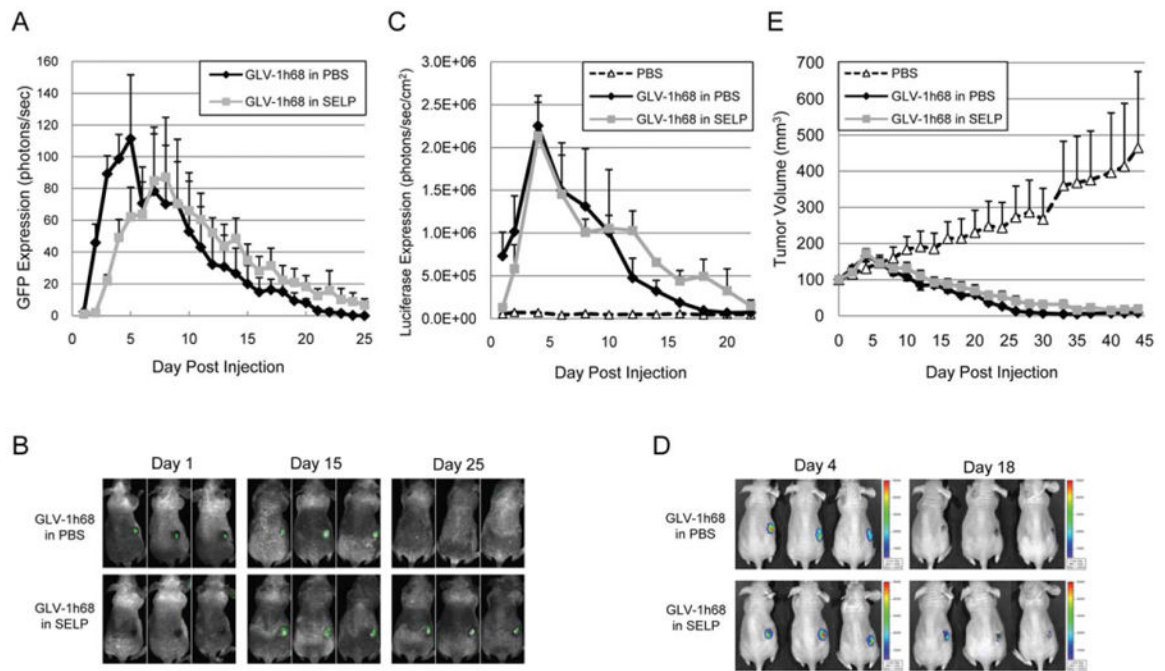 A
GFP Expression (photons/sec)
160
140
120
100
80
60
40
20
0
0 5 10 15 20 25
Day Post Injection
GLV-1h68 in PBS
GLV-1h68 in SELP
C
Luciferase Expression (photons/sec/cm²)
3.0E+06
2.5E+06
2.0E+06
1.5E+06
1.0E+06
5.0E+05
0.0E+00
0 5 10 15 20
Day Post Injection
PBS
GLV-1h68 in PBS
GLV-1h68 in SELP
E
Tumor Volume (mm³)
700
600
500
400
300
200
100
0
0 5 10 15 20 25 30 35 40 45
Day Post Injection
PBS
GLV-1h68 in PBS
GLV-1h68 in SELP
B
Day 1 Day 15 Day 25
GLV-1h68
in PBS
GLV-1h68
in SELP
D
Day 4 Day 18
GLV-1h68
in PBS
GLV-1h68
in SELP